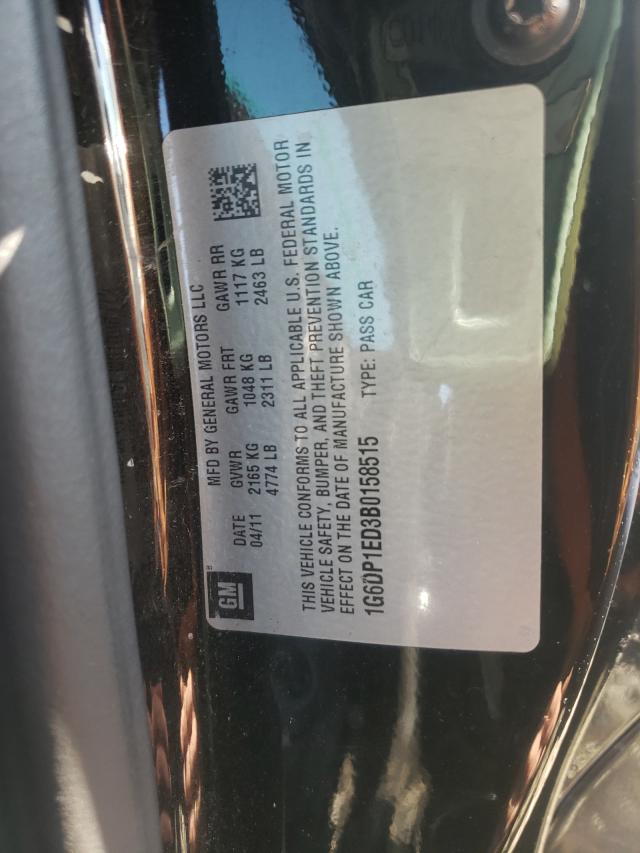 GM
MFD BY GENERAL MOTORS LLC
DATE GVWR GAWR FRT GAWR RR
04/11 2165 KG 1048 KG 1117 KG
4774 LB 2311 LB 2463 LB
THIS VEHICLE CONFORMS TO ALL APPLICABLE U.S. FEDERAL MOTOR
VEHICLE SAFETY, BUMPER, AND THEFT PREVENTION STANDARDS IN
EFFECT ON THE DATE OF MANUFACTURE SHOWN ABOVE.
1G6DP1ED3B0158515 TYPE: PASS CAR